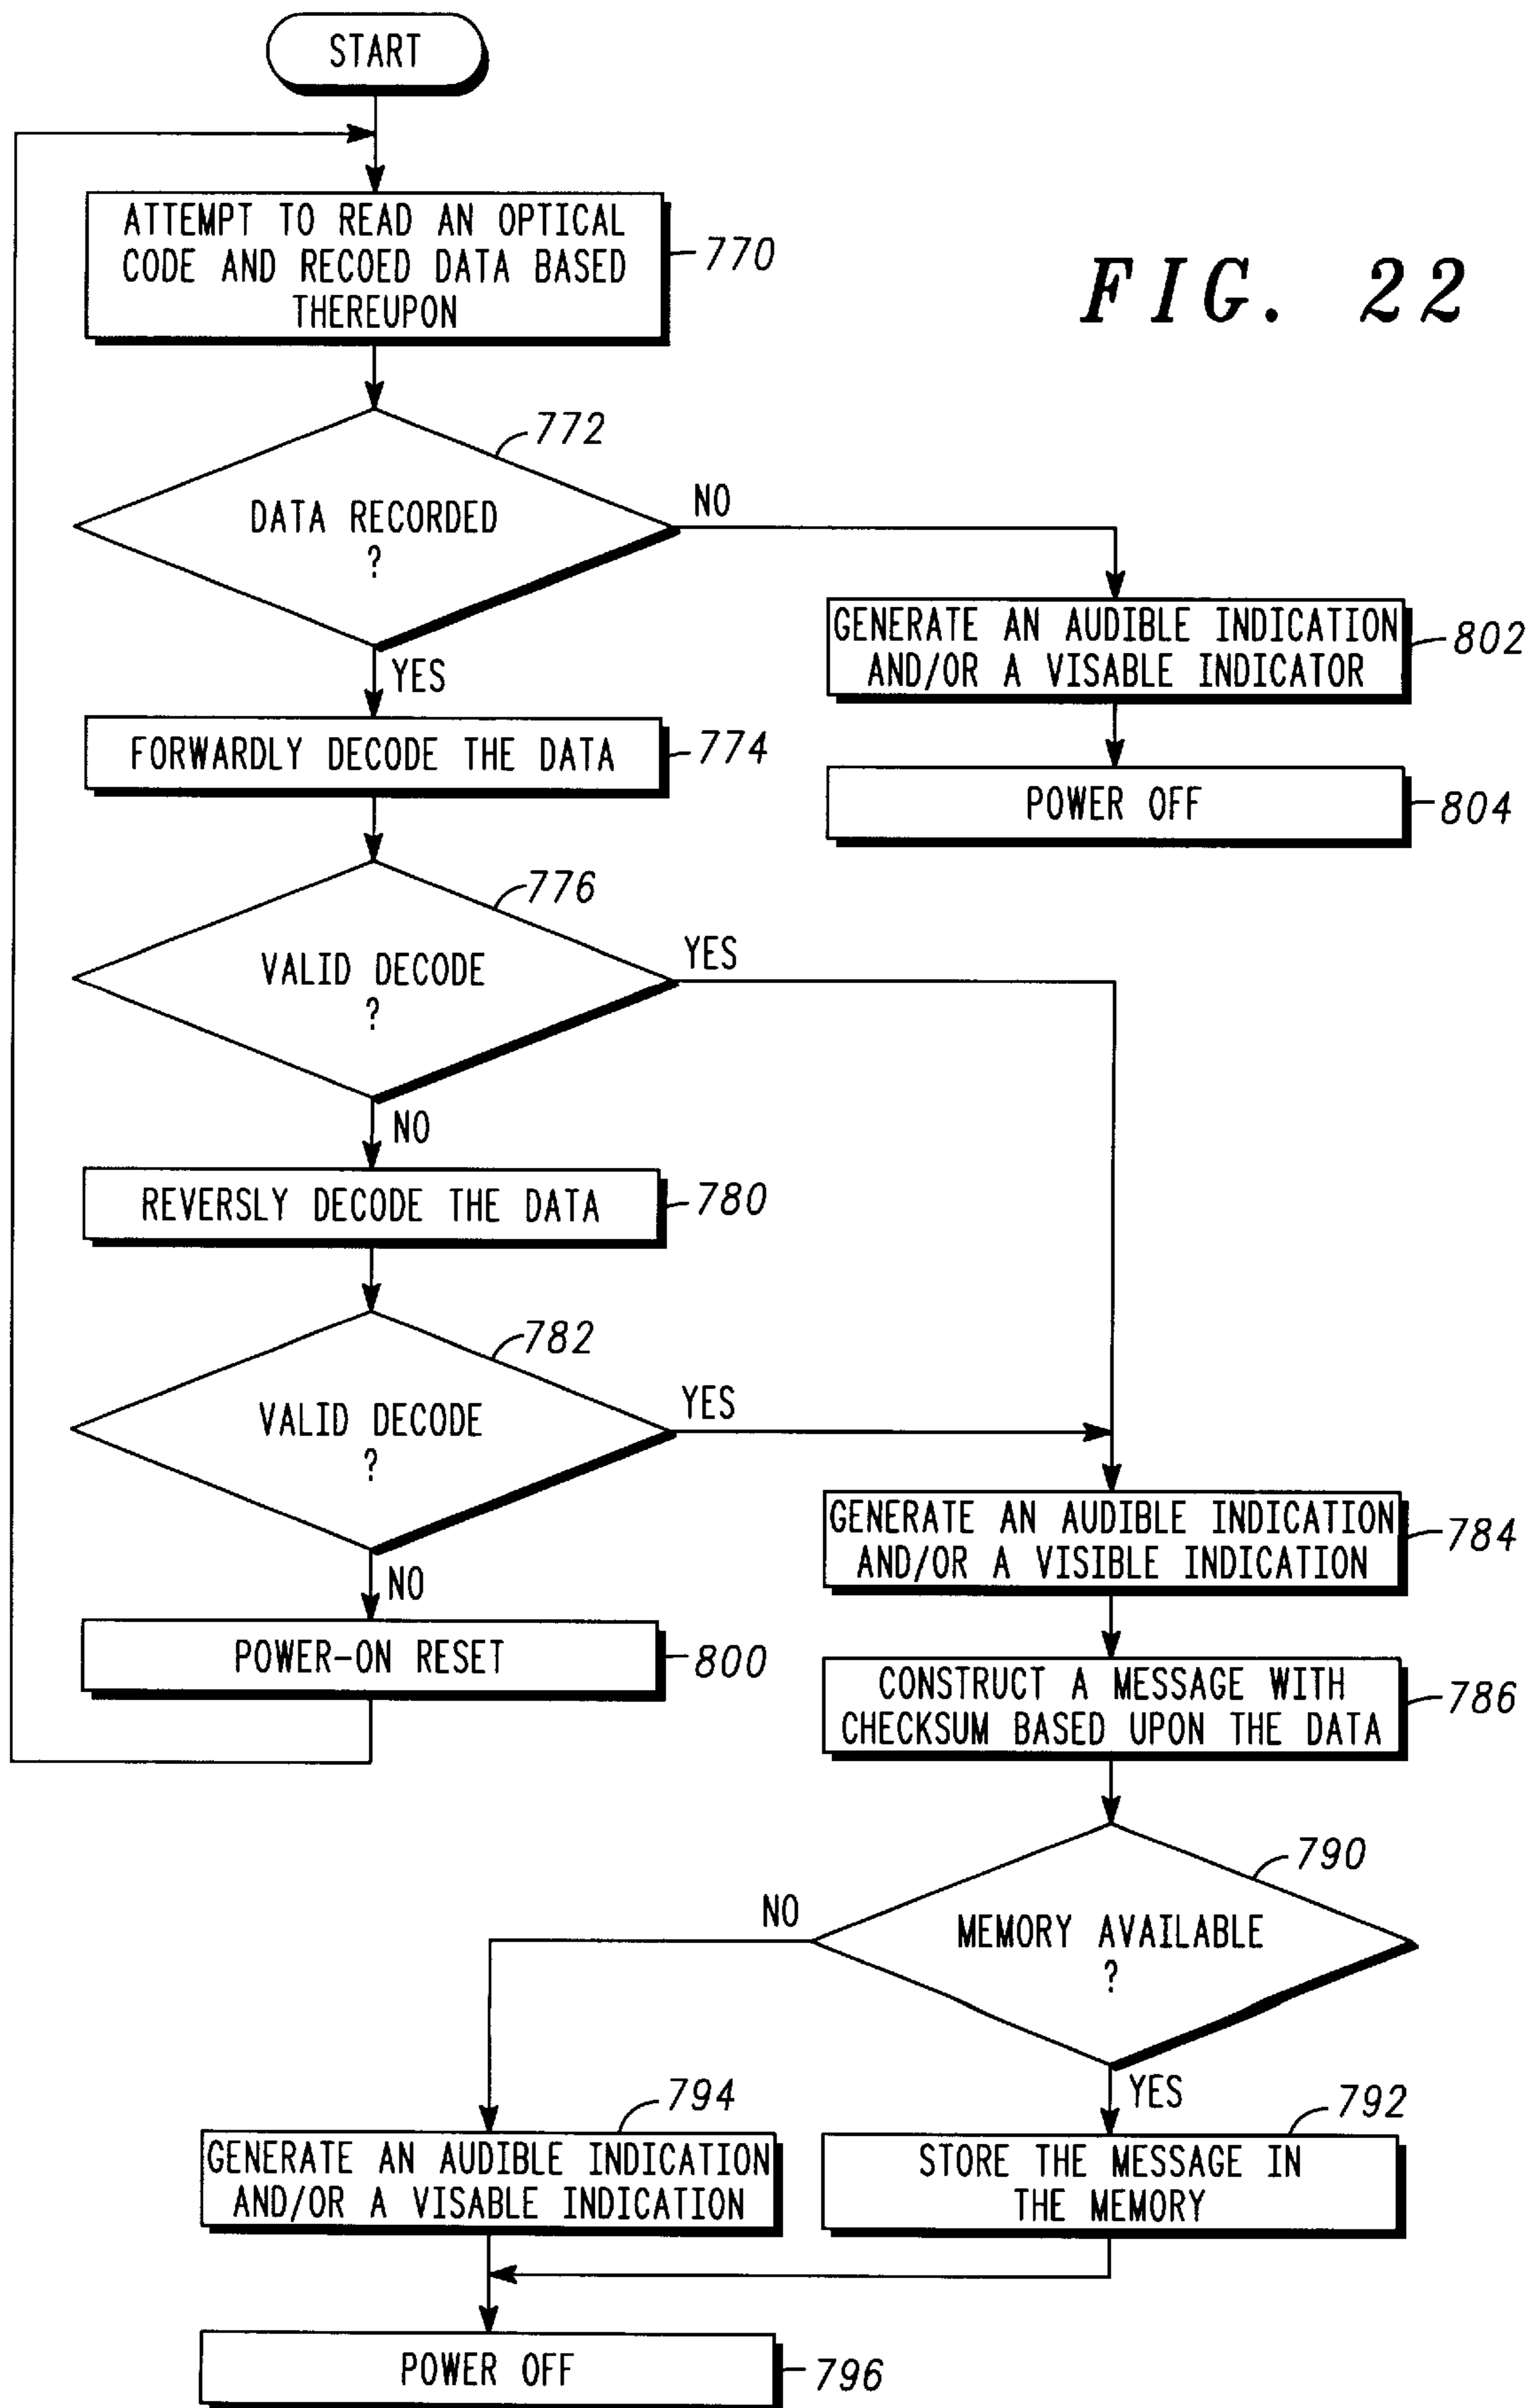 START
ATTEMPT TO READ AN OPTICAL
CODE AND RECOED DATA BASED
THEREUPON
770
FIG. 22
772
DATA RECORDED
?
NO
YES
GENERATE AN AUDIBLE INDICATION
AND/OR A VISABLE INDICATOR
802
FORWARDLY DECODE THE DATA
774
POWER OFF
804
776
VALID DECODE
?
YES
NO
REVERSLY DECODE THE DATA
780
782
VALID DECODE
?
YES
NO
GENERATE AN AUDIBLE INDICATION
AND/OR A VISIBLE INDICATION
784
POWER-ON RESET
800
CONSTRUCT A MESSAGE WITH
CHECKSUM BASED UPON THE DATA
786
790
MEMORY AVAILABLE
?
NO
YES
794
GENERATE AN AUDIBLE INDICATION
AND/OR A VISABLE INDICATION
792
STORE THE MESSAGE IN
THE MEMORY
POWER OFF
796